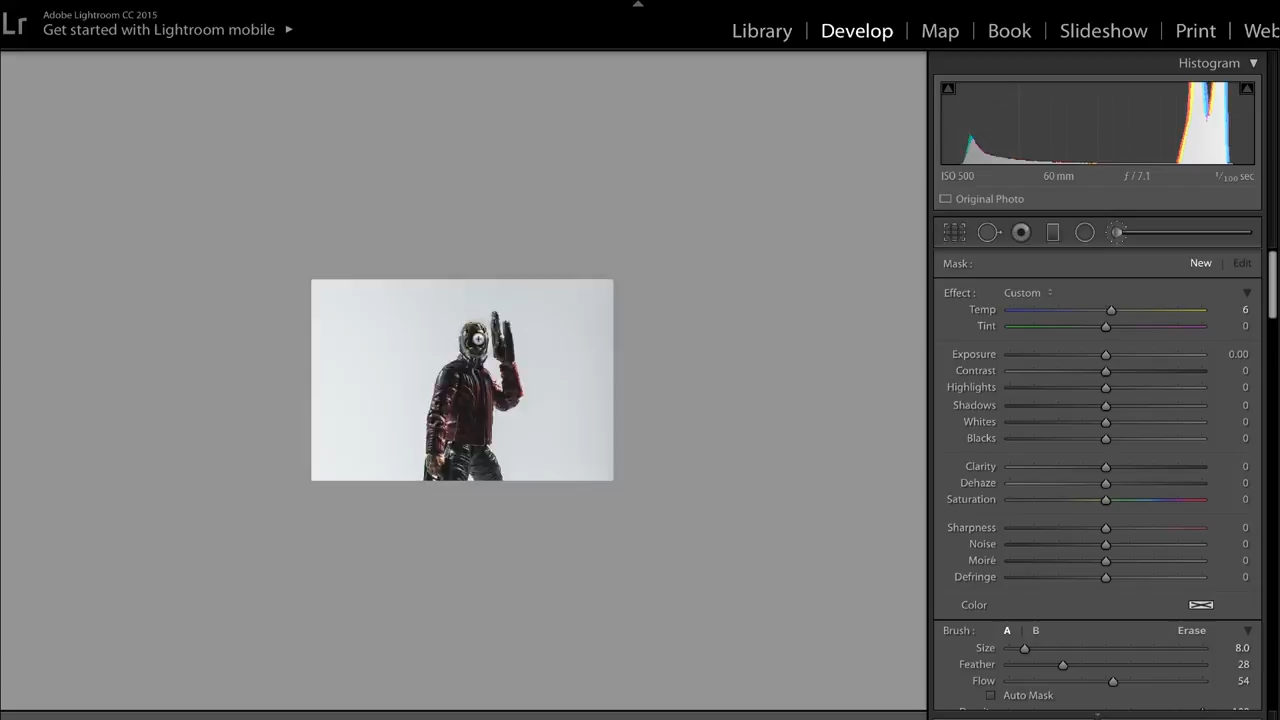 Lr
Adobe Lightroom CC 2015
Get started with Lightroom mobile
Library | Develop | Map | Book | Slideshow | Print | Web
Histogram
ISO 500 60 mm ƒ / 7.1 1/100 sec
Original Photo
Mask : New | Edit
Effect : Custom
Temp 6
Tint 0
Exposure 0.00
Contrast 0
Highlights 0
Shadows 0
Whites 0
Blacks 0
Clarity 0
Dehaze 0
Saturation 0
Sharpness 0
Noise 0
Moiré 0
Defringe 0
Color
Brush : A | B Erase
Size 8.0
Feather 28
Flow 54
Auto Mask